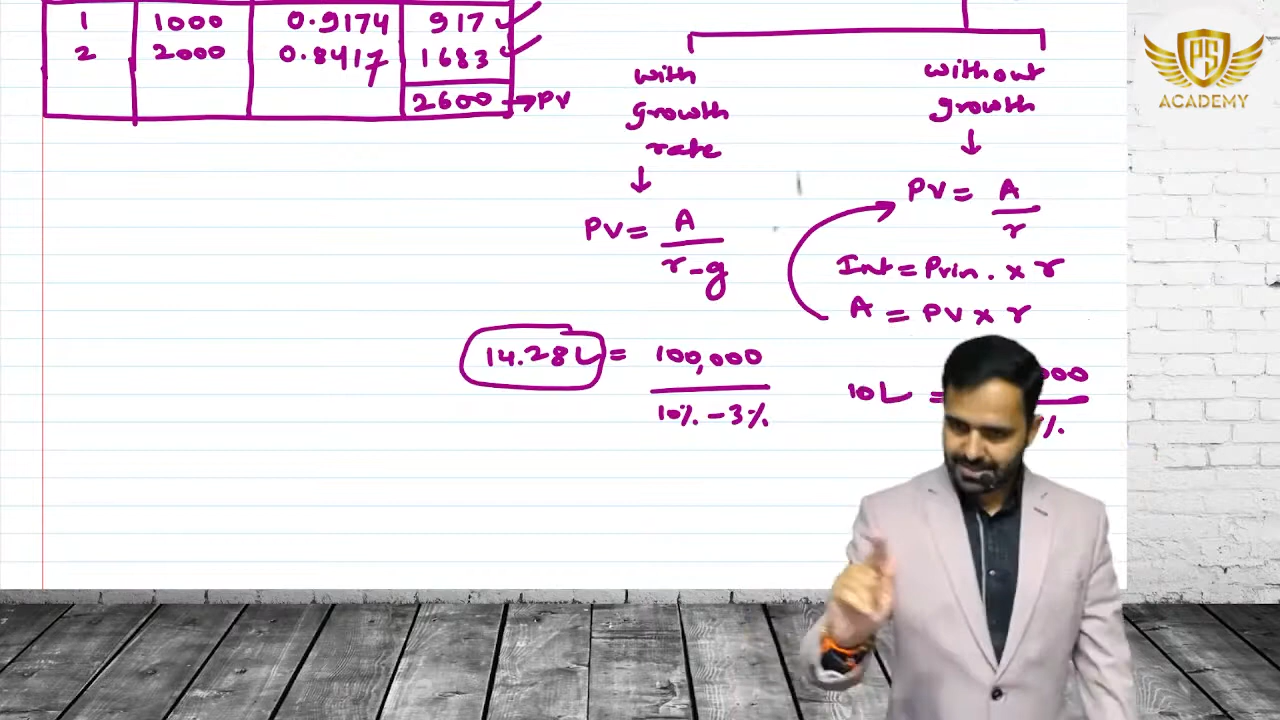 1 1000 0.9174 917
2 2000 0.8417 1683
2600 → PV
with
growth
rate
PV = A
r - g
14.28L = 100,000
10% - 3%
without
growth
PV = A
r
Int = Prin. × r
A = PV × r
10L =
%.
PS
ACADEMY